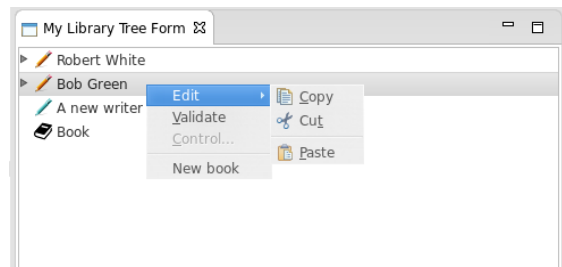 My Library Tree Form
Robert White
Bob Green
A new writer
Book
Edit
Validate
Control...
New book
Copy
Cut
Paste